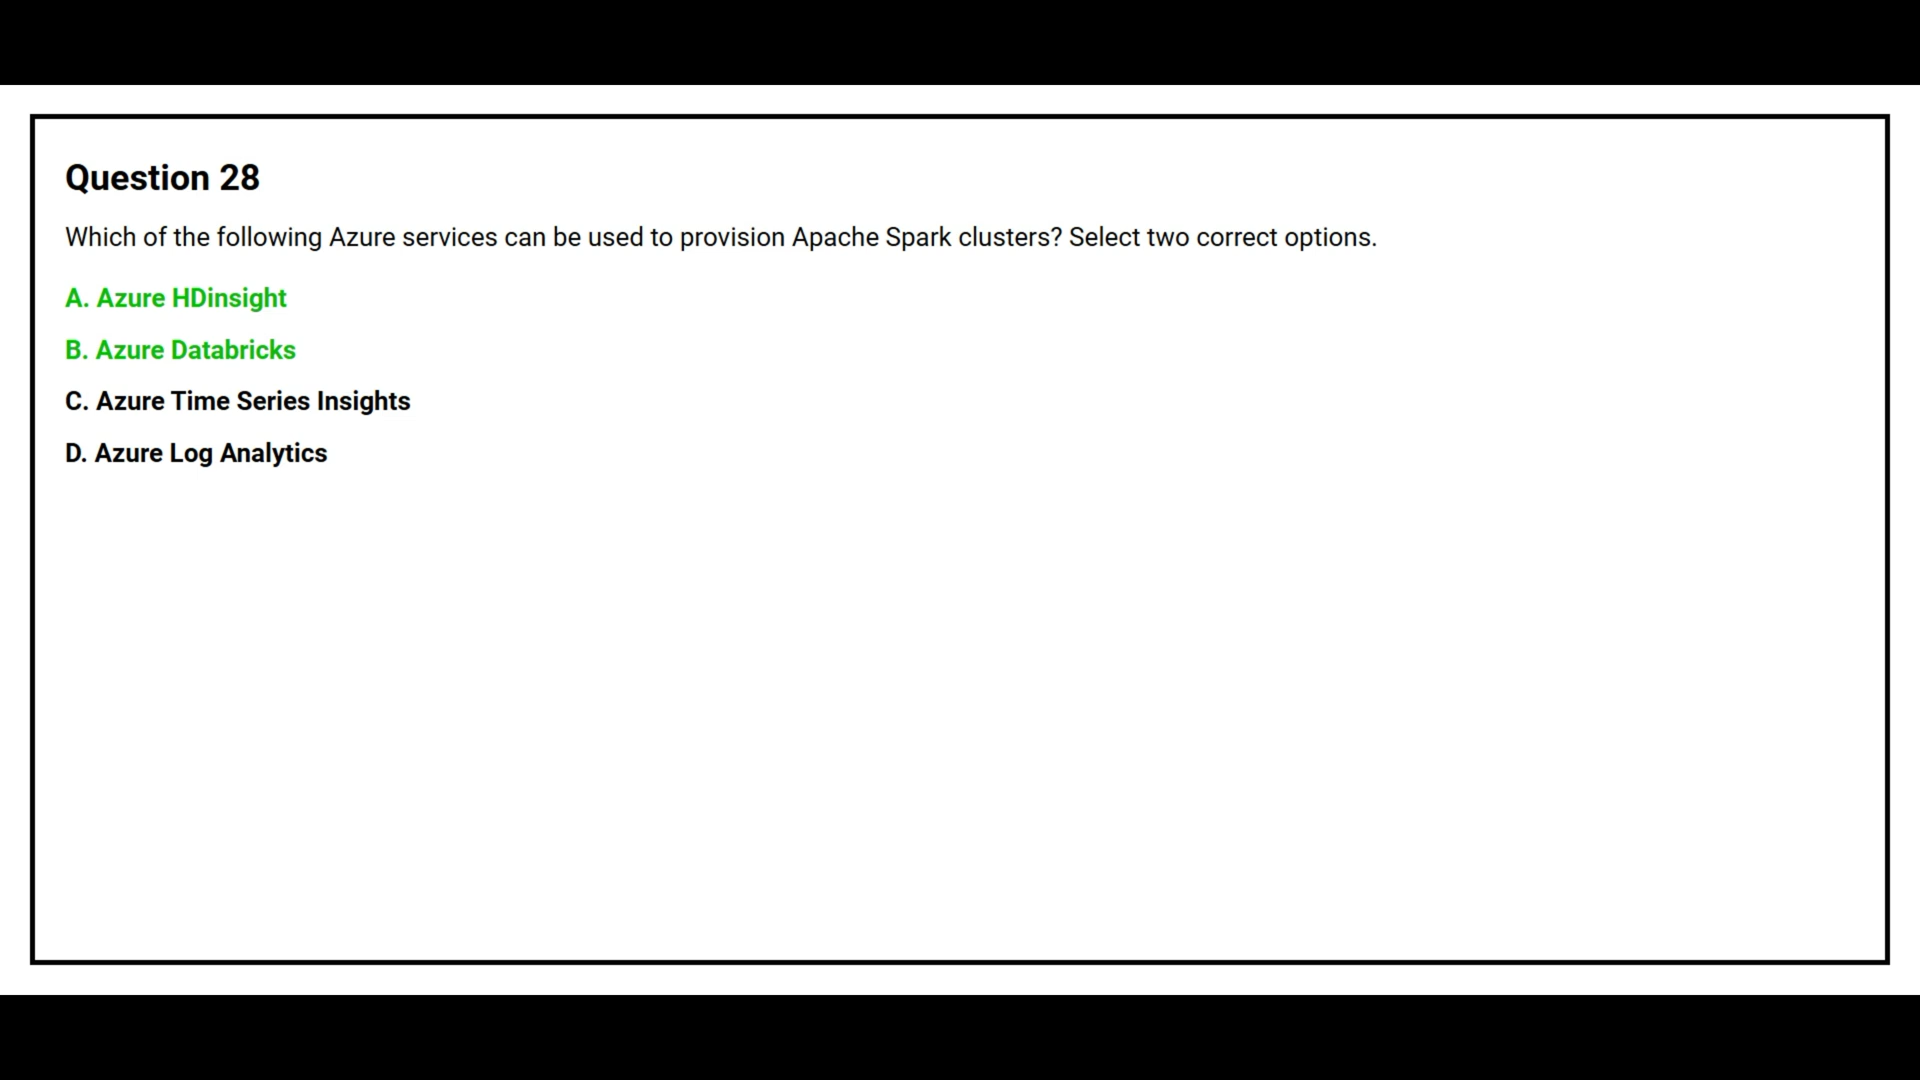 Question 28
Which of the following Azure services can be used to provision Apache Spark clusters? Select two correct options.
A. Azure HDinsight
B. Azure Databricks
C. Azure Time Series Insights
D. Azure Log Analytics